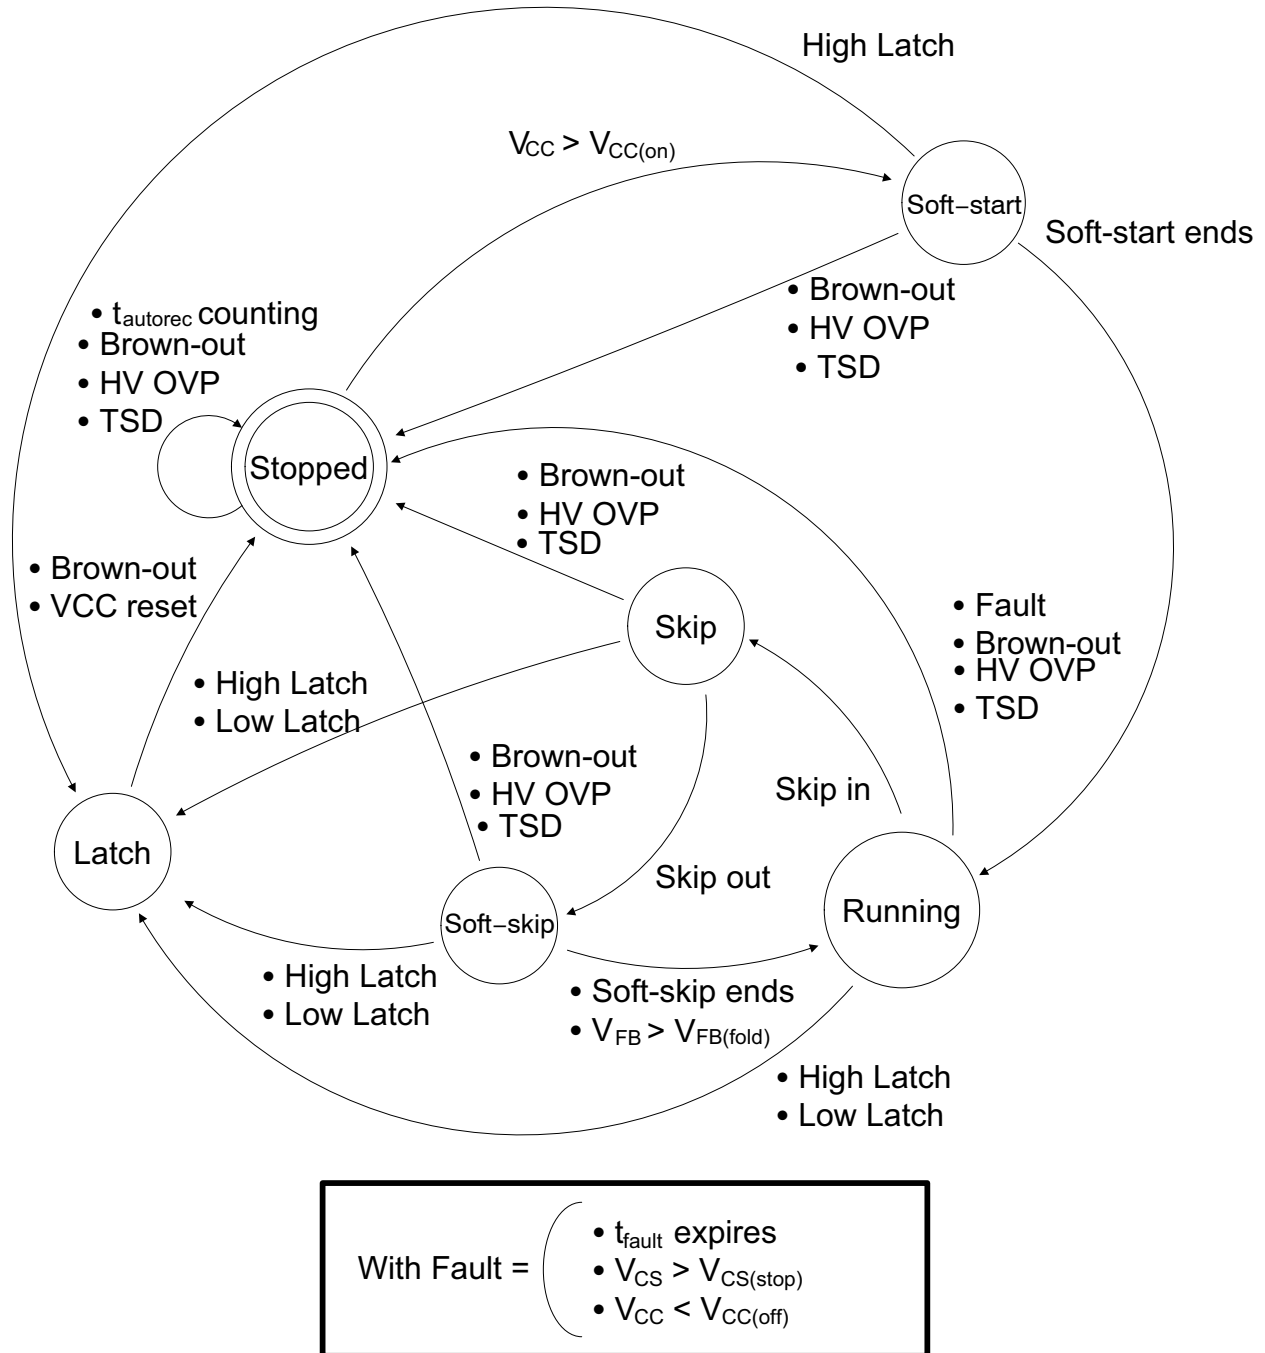 High Latch
VCC > VCC(on)
Soft−start
Soft-start ends
• Brown-out
• HV OVP
• TSD
• tautorec counting
• Brown-out
• HV OVP
• TSD
Stopped
• Brown-out
• HV OVP
• TSD
• Brown-out
• VCC reset
Skip
• Fault
• Brown-out
• HV OVP
• TSD
• High Latch
• Low Latch
• Brown-out
• HV OVP
• TSD
Skip in
Latch
Skip out
Soft−skip
Running
• High Latch
• Low Latch
• Soft-skip ends
• VFB > VFB(fold)
• High Latch
• Low Latch
With Fault =
• tfault expires
• VCS > VCS(stop)
• VCC < VCC(off)